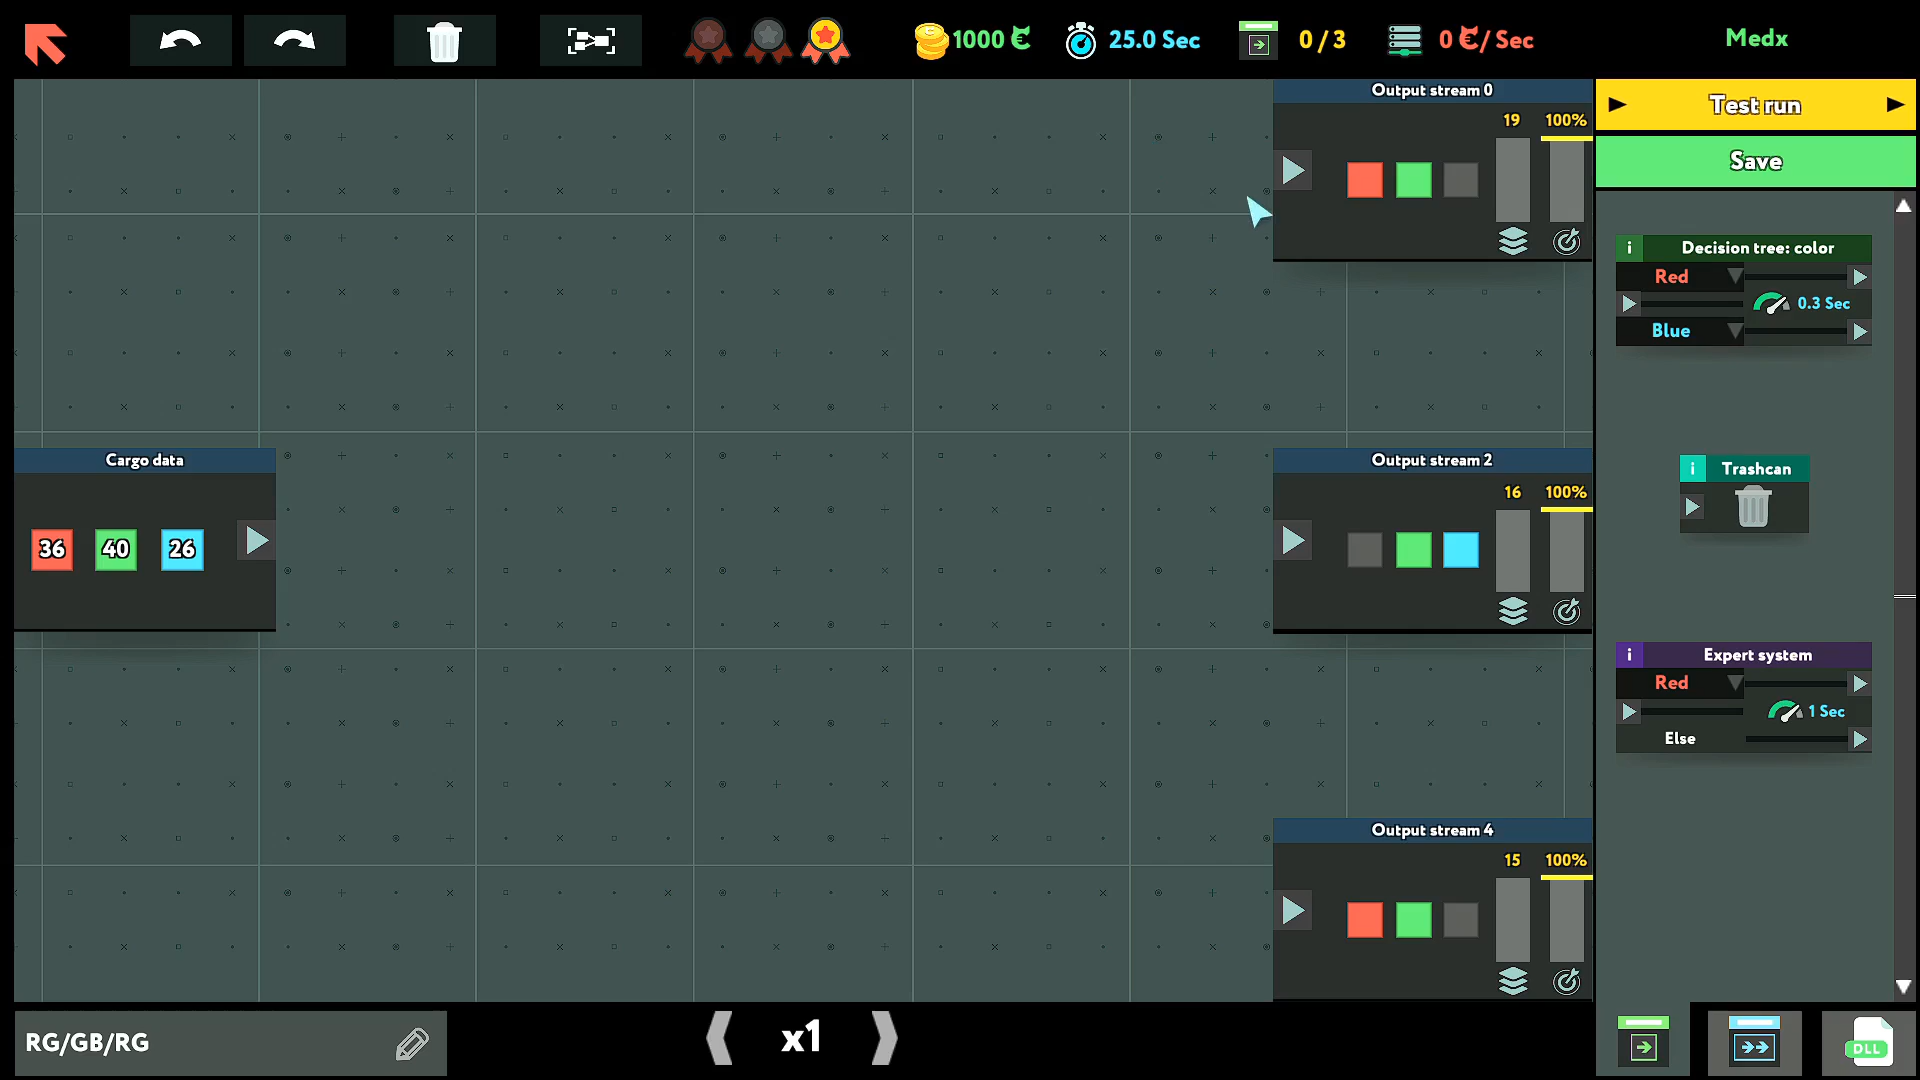 1000 ₢
25.0 Sec
0 / 3
0 ₢/ Sec
Medx
Test run
Save
Output stream 0
19
100%
i
Decision tree: color
Red
0.3 Sec
Blue
Cargo data
36
40
26
Output stream 2
16
100%
i
Trashcan
i
Expert system
Red
1 Sec
Else
Output stream 4
15
100%
RG/GB/RG
x1
DLL